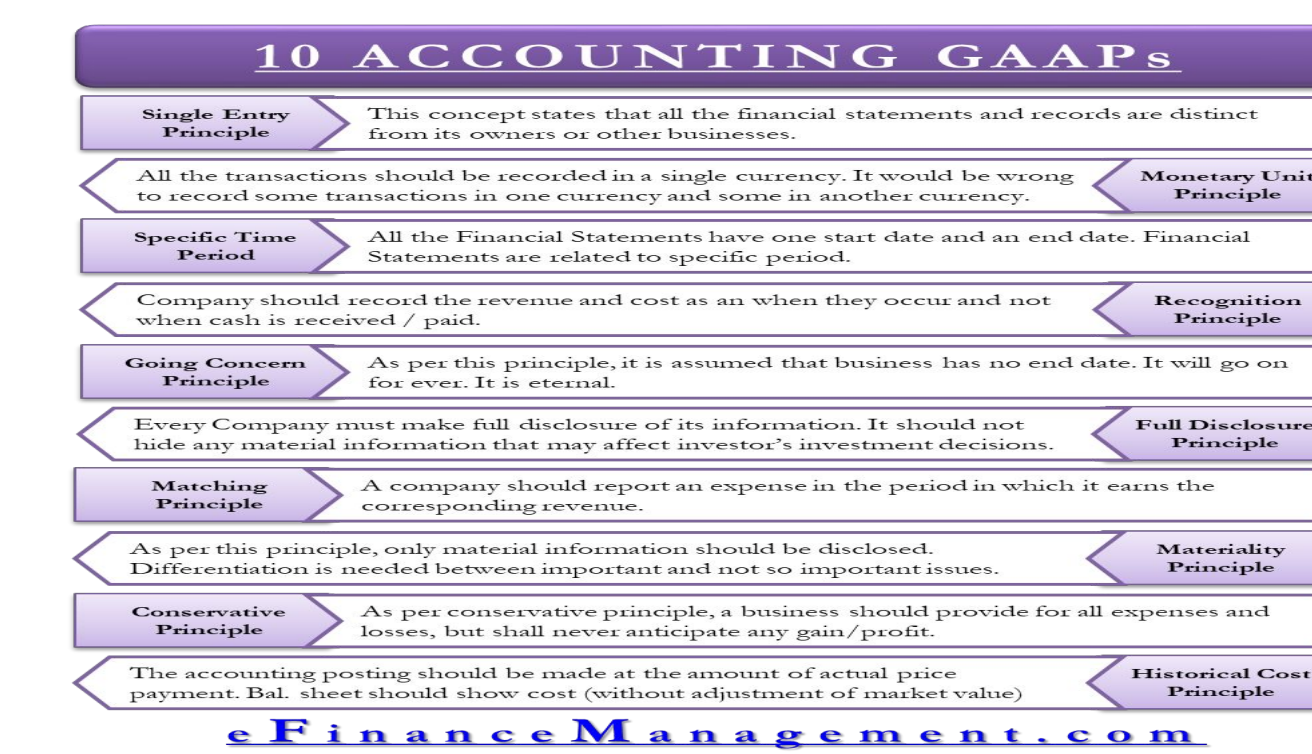 10 ACCOUNTING GAAPs
Single Entry
Principle
This concept states that all the financial statements and records are distinct
from its owners or other businesses.
All the transactions should be recorded in a single currency. It would be wrong
to record some transactions in one currency and some in another currency.
Monetary Unit
Principle
Specific Time
Period
All the Financial Statements have one start date and an end date. Financial
Statements are related to specific period.
Company should record the revenue and cost as an when they occur and not
when cash is received / paid.
Recognition
Principle
Going Concern
Principle
As per this principle, it is assumed that business has no end date. It will go on
for ever. It is eternal.
Every Company must make full disclosure of its information. It should not
hide any material information that may affect investor's investment decisions.
Full Disclosure
Principle
Matching
Principle
A company should report an expense in the period in which it earns the
corresponding revenue.
As per this principle, only material information should be disclosed.
Differentiation is needed between important and not so important issues.
Materiality
Principle
Conservative
Principle
As per conservative principle, a business should provide for all expenses and
losses, but shall never anticipate any gain/profit.
The accounting posting should be made at the amount of actual price
payment. Bal. sheet should show cost (without adjustment of market value)
Historical Cost
Principle
eFinanceManagement.com